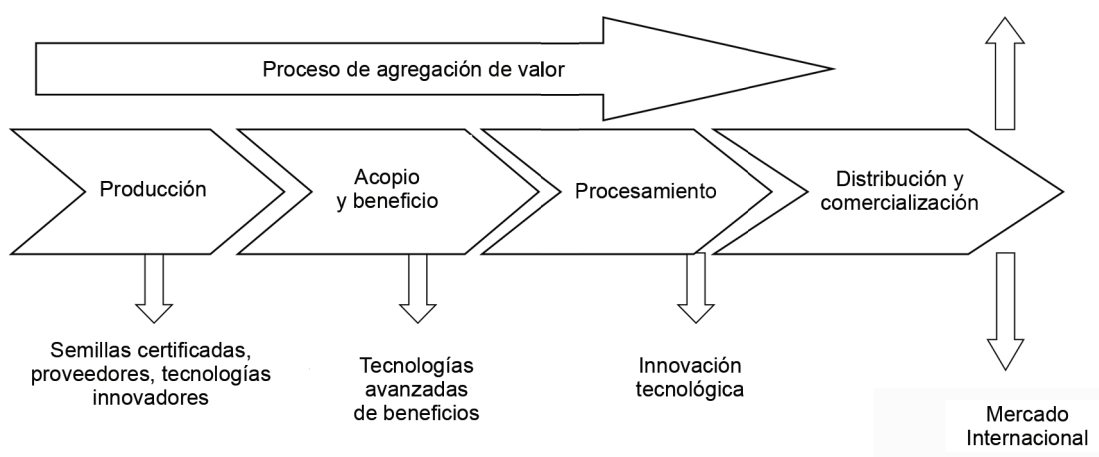 Proceso de agregación de valor
Producción
Acopio
y beneficio
Procesamiento
Distribución y
comercialización
Semillas certificadas,
proveedores, tecnologías
innovadores
Tecnologías
avanzadas
de beneficios
Innovación
tecnológica
Mercado
Internacional